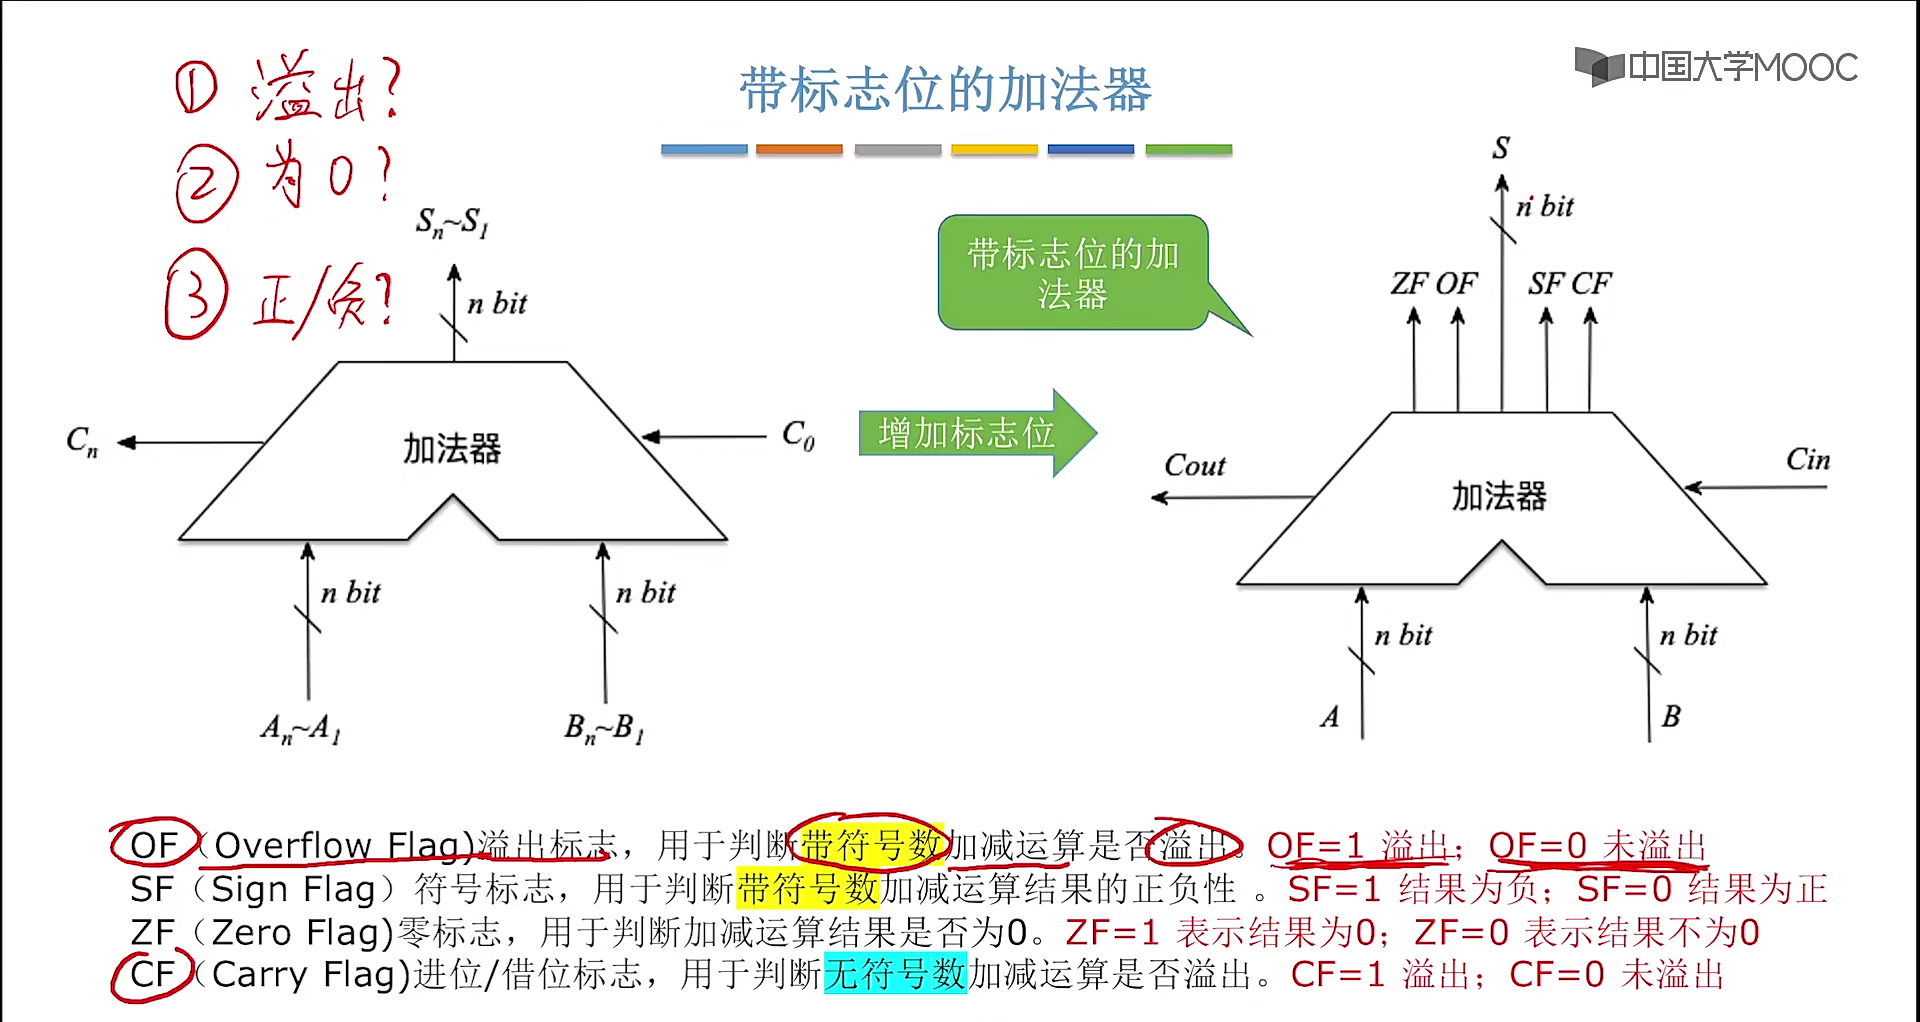 ① 溢出?
② 为0?
③ 正/负?
带标志位的加法器
中国大学MOOC
Sn~S1
n bit
Cn
加法器
C0
n bit
n bit
An~A1
Bn~B1
带标志位的加
法器
增加标志位
S
n bit
ZF OF SF CF
Cout
加法器
Cin
n bit
n bit
A
B
OF（Overflow Flag)溢出标志，用于判断带符号数加减运算是否溢出。OF=1 溢出；OF=0 未溢出
SF（Sign Flag）符号标志，用于判断带符号数加减运算结果的正负性 。SF=1 结果为负；SF=0 结果为正
ZF（Zero Flag)零标志，用于判断加减运算结果是否为0。ZF=1 表示结果为0；ZF=0 表示结果不为0
CF（Carry Flag)进位/借位标志，用于判断无符号数加减运算是否溢出。CF=1 溢出；CF=0 未溢出